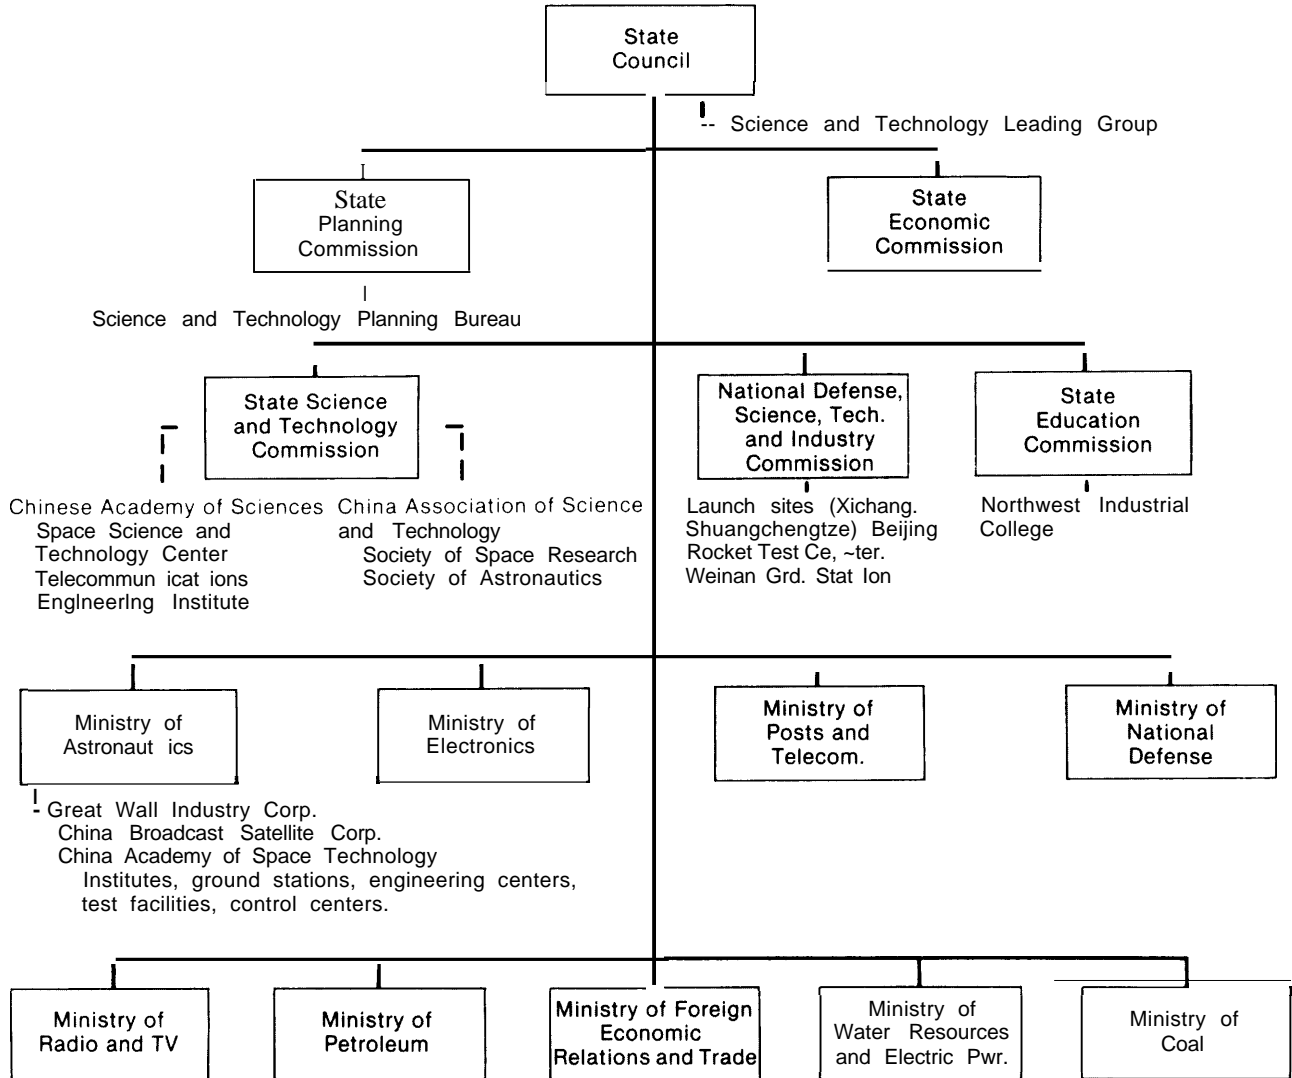 State
Council
-- Science and Technology Leading Group
State
Planning
Commission
State
Economic
Commission
Science and Technology Planning Bureau
State Science
and Technology
Commission
National Defense,
Science, Tech.
and Industry
Commission
State
Education
Commission
Chinese Academy of Sciences
Space Science and
Technology Center
Telecommun icat ions
EngIneerIng Institute
China Association of Science
and Technology
Society of Space Research
Society of Astronautics
Launch sites (Xichang.
Shuangchengtze) Beijing
Rocket Test Ce, ~ter.
Weinan Grd. Stat Ion
Northwest Industrial
College
Ministry of
Astronaut ics
Ministry of
Electronics
Ministry of
Posts and
Telecom.
Ministry of
National
Defense
- Great Wall Industry Corp.
China Broadcast Satellite Corp.
China Academy of Space Technology
Institutes, ground stations, engineering centers,
test facilities, control centers.
Ministry of
Radio and TV
Ministry of
Petroleum
Ministry of Foreign
Economic
Relations and Trade
Ministry of
Water Resources
and Electric Pwr.
Ministry of
Coal